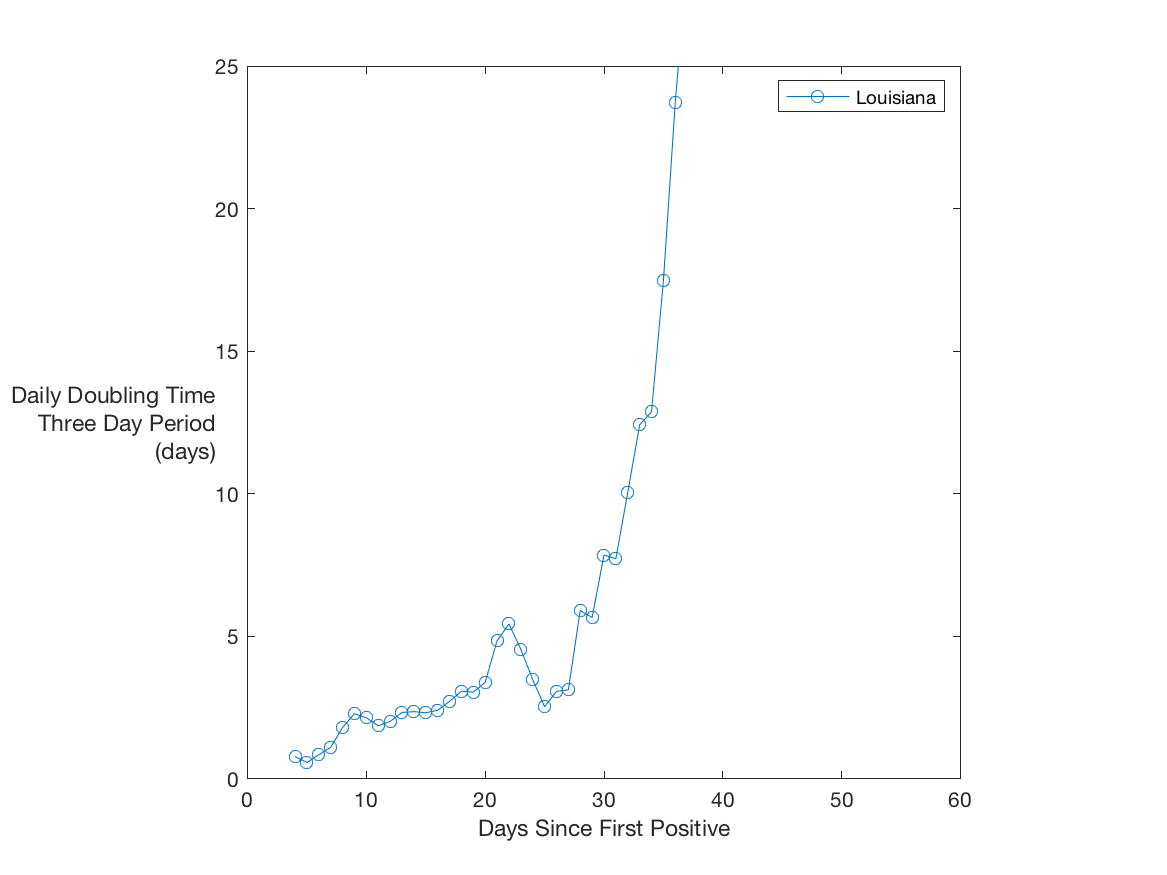 25
Louisiana
20
15
Daily Doubling Time
Three Day Period
(days)
10
5
0
0 10 20 30 40 50 60
Days Since First Positive